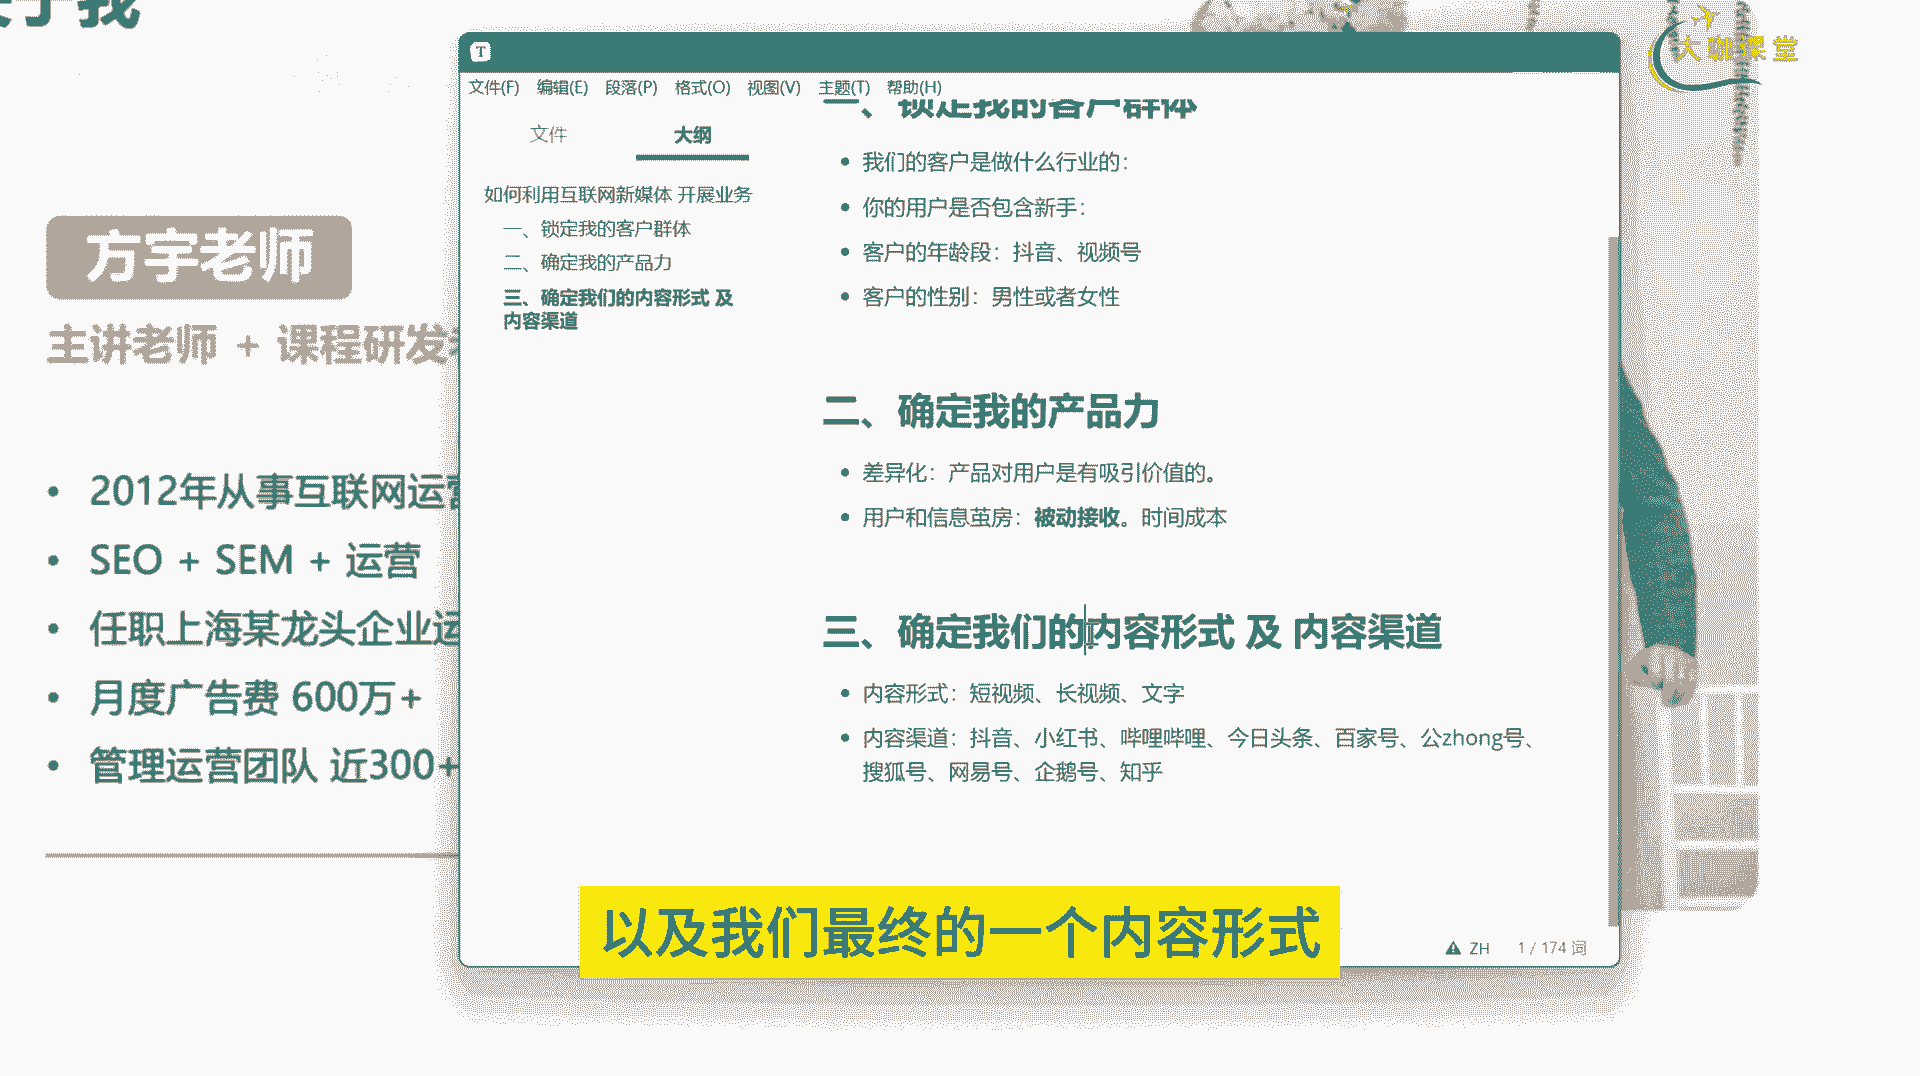 于我
大咖课堂
方宇老师
主讲老师 + 课程研发
2012年从事互联网运营
SEO + SEM + 运营
任职上海某龙头企业运
月度广告费 600万+
管理运营团队 近300+
T
文件(F) 编辑(E) 段落(P) 格式(O) 视图(V) 主题(T) 帮助(H)
文件 大纲
如何利用互联网新媒体 开展业务
一、锁定我的客户群体
二、确定我的产品力
三、确定我们的内容形式 及
内容渠道
一、锁定我的客户群体
我们的客户是做什么行业的：
你的用户是否包含新手：
客户的年龄段：抖音、视频号
客户的性别：男性或者女性
二、确定我的产品力
差异化：产品对用户是有吸引价值的。
用户和信息茧房：被动接收。时间成本
三、确定我们的内容形式 及 内容渠道
内容形式：短视频、长视频、文字
内容渠道：抖音、小红书、哔哩哔哩、今日头条、百家号、公zhong号、
搜狐号、网易号、企鹅号、知乎
ZH 1 / 174 词
以及我们最终的一个内容形式